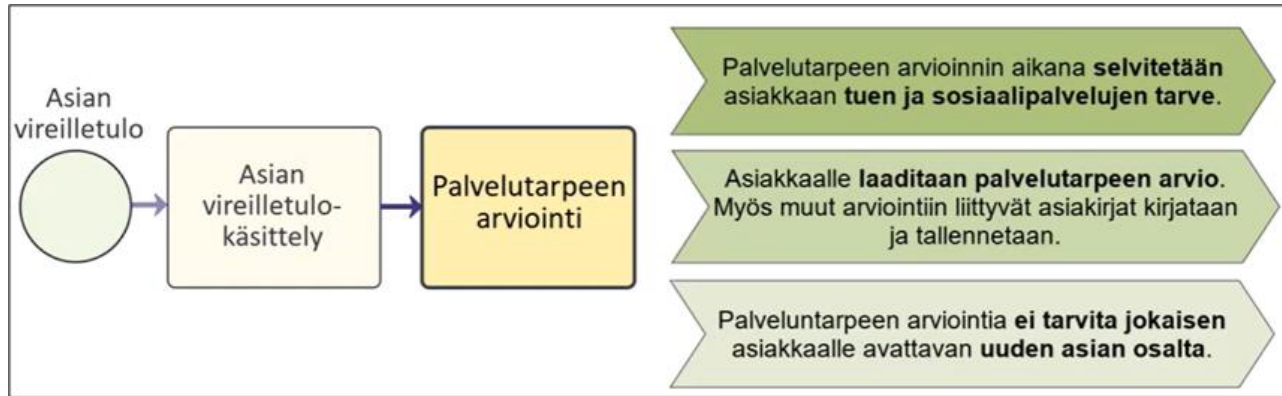 Asian
vireilletulo
Asian
vireilletulo-
käsittely
Palvelutarpeen
arviointi
Palvelutarpeen arvioinnin aikana selvitetään
asiakkaan tuen ja sosiaalipalvelujen tarve.
Asiakkaalle laaditaan palvelutarpeen arvio.
Myös muut arviointiin liittyvät asiakirjat kirjataan
ja tallennetaan.
Palveluntarpeen arviointia ei tarvita jokaisen
asiakkaalle avattavan uuden asian osalta.